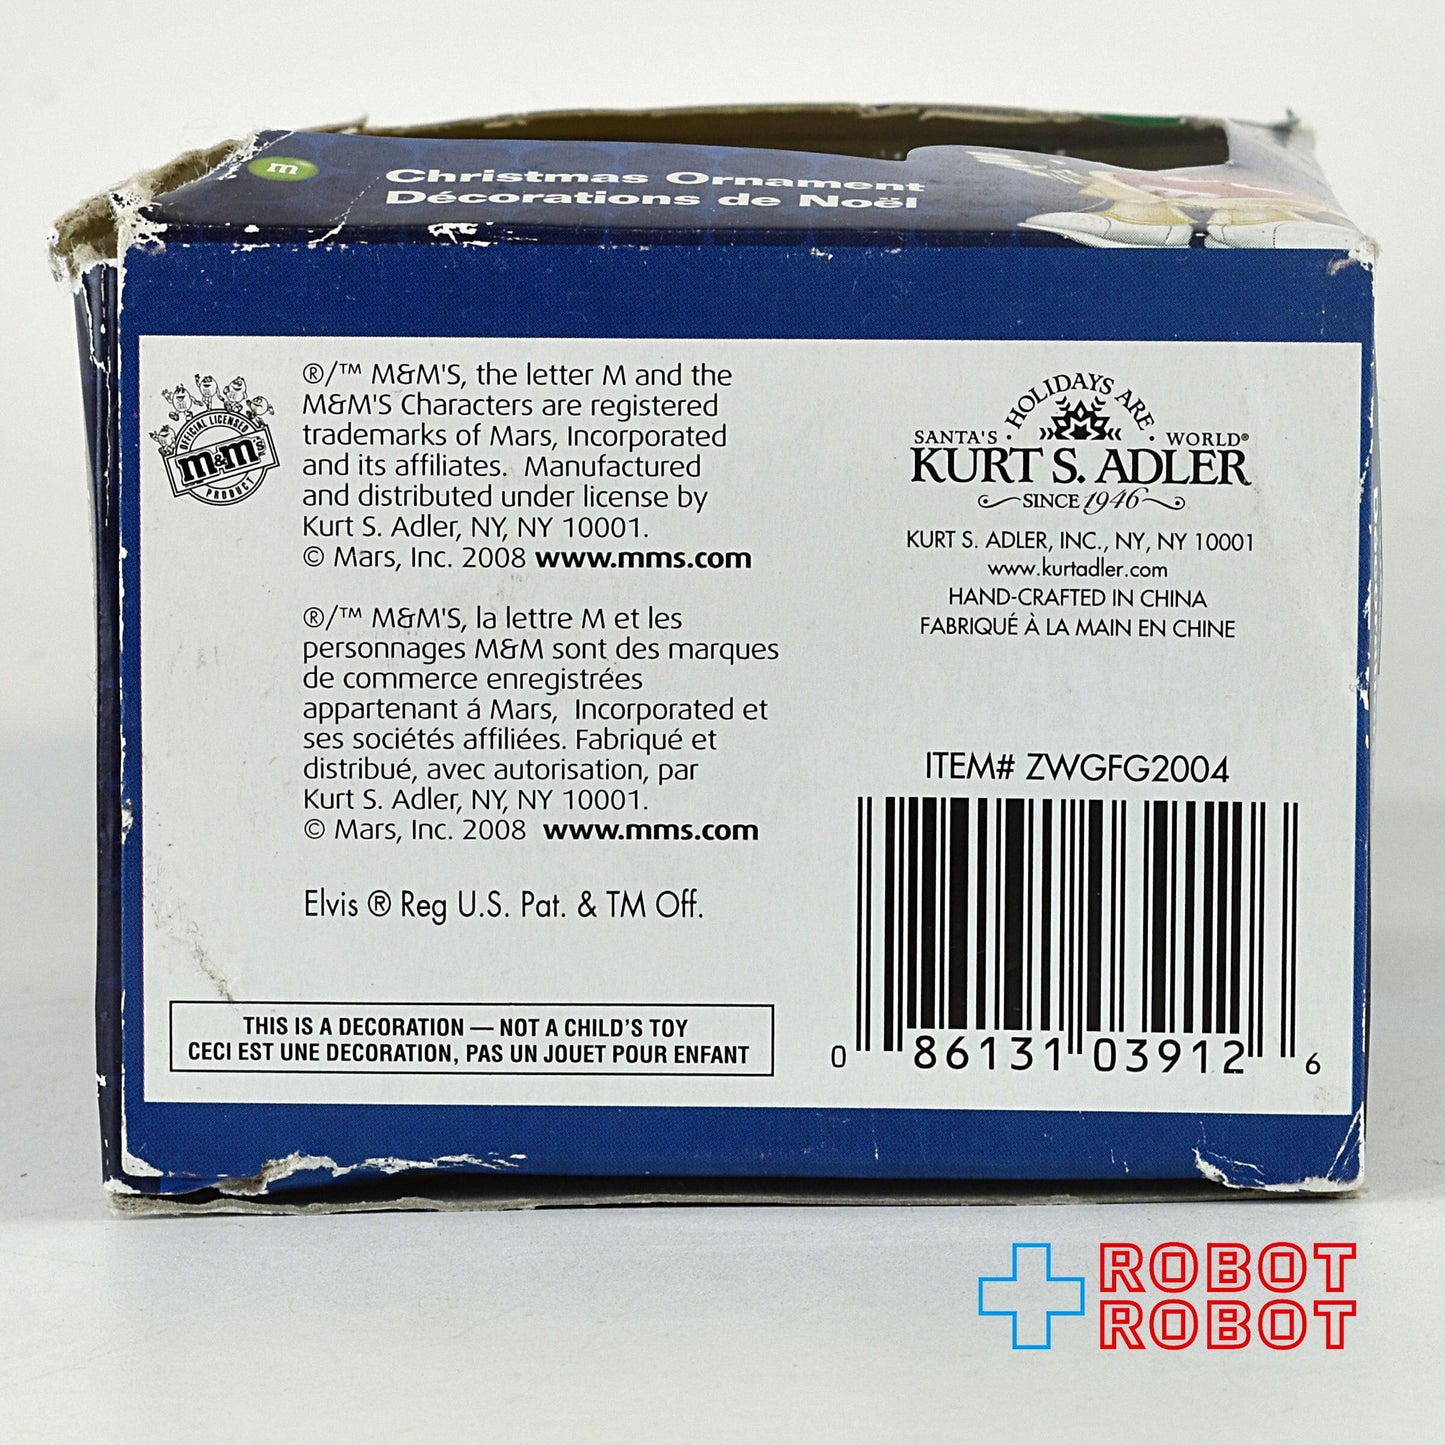 m
Christmas Ornament
Décorations de Noël
OFFICIAL LICENSED
m&m's
PRODUCT
®/™ M&M'S, the letter M and the
M&M'S Characters are registered
trademarks of Mars, Incorporated
and its affiliates.  Manufactured
and distributed under license by
Kurt S. Adler, NY, NY 10001.
© Mars, Inc. 2008 www.mms.com
®/™ M&M'S, la lettre M et les
personnages M&M sont des marques
de commerce enregistrées
appartenant á Mars,  Incorporated et
ses sociétés affiliées. Fabriqué et
distribué, avec autorisation, par
Kurt S. Adler, NY, NY 10001.
© Mars, Inc. 2008  www.mms.com
Elvis ® Reg U.S. Pat. & TM Off.
THIS IS A DECORATION — NOT A CHILD'S TOY
CECI EST UNE DECORATION, PAS UN JOUET POUR ENFANT
· HOLIDAYS ARE ·
SANTA'S WORLD®
KURT S. ADLER
SINCE 1946
KURT S. ADLER, INC., NY, NY 10001
www.kurtadler.com
HAND-CRAFTED IN CHINA
FABRIQUÉ À LA MAIN EN CHINE
ITEM# ZWGFG2004
0 86131 03912 6
ROBOT
ROBOT